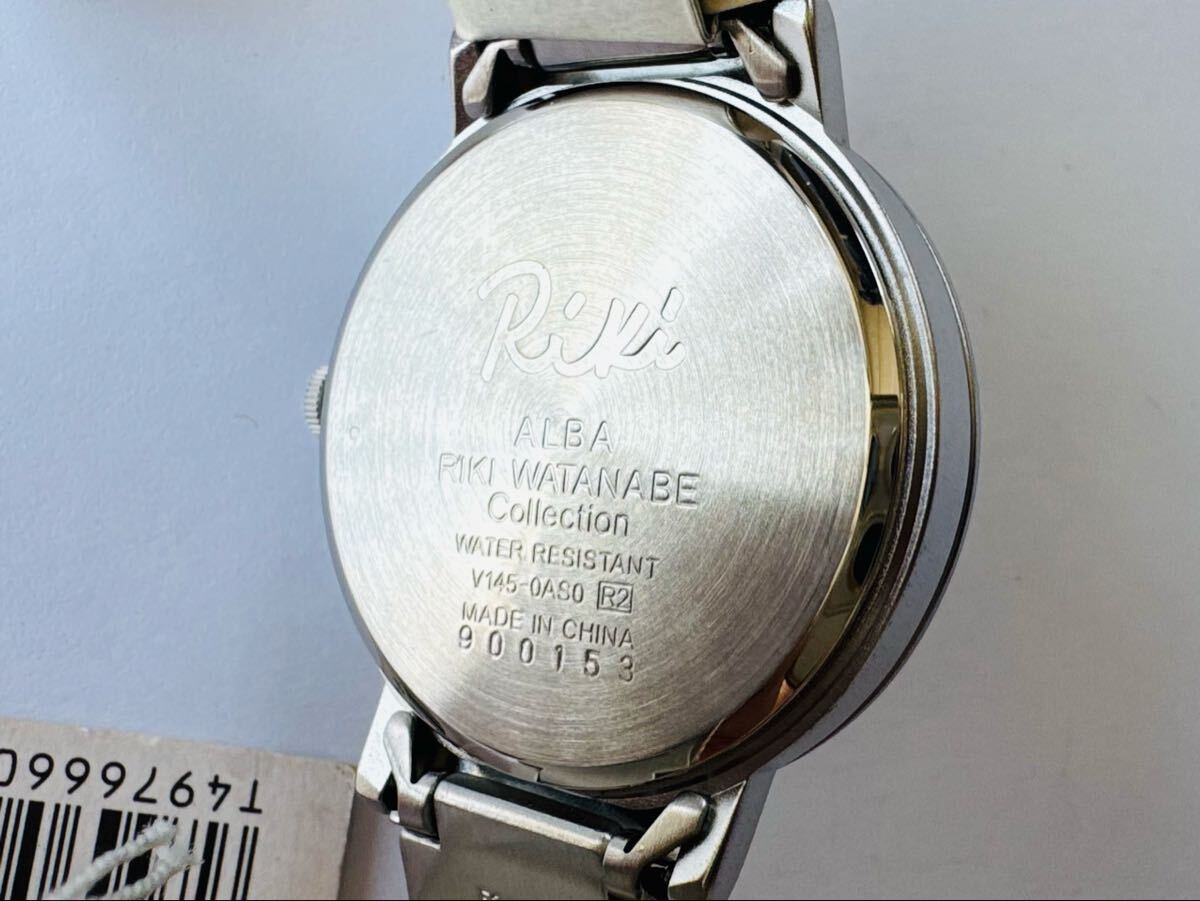 Riki
ALBA
RIKI WATANABE
Collection
WATER RESISTANT
V145-0AS0 R2
MADE IN CHINA
900153
T4976660